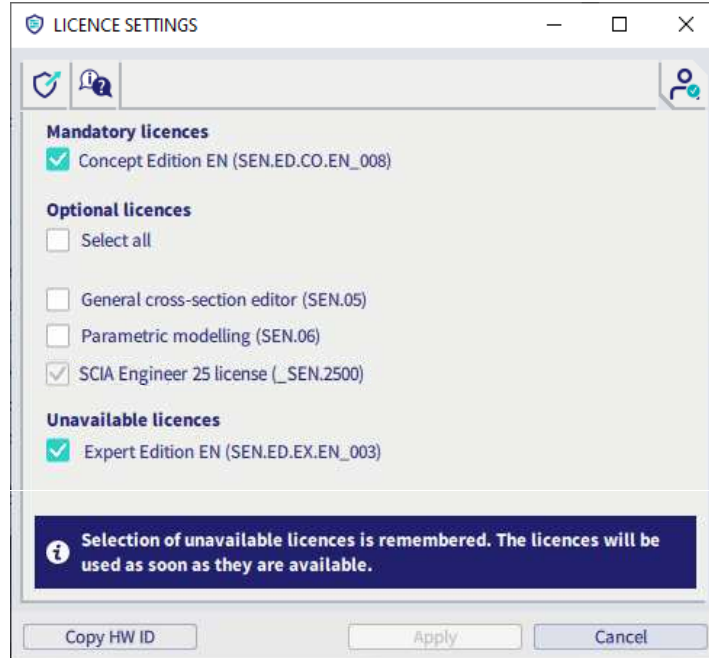 LICENCE SETTINGS
Mandatory licences
Concept Edition EN (SEN.ED.CO.EN_008)
Optional licences
Select all
General cross-section editor (SEN.05)
Parametric modelling (SEN.06)
SCIA Engineer 25 license (_SEN.2500)
Unavailable licences
Expert Edition EN (SEN.ED.EX.EN_003)
Selection of unavailable licences is remembered. The licences will be
used as soon as they are available.
Copy HW ID
Apply
Cancel